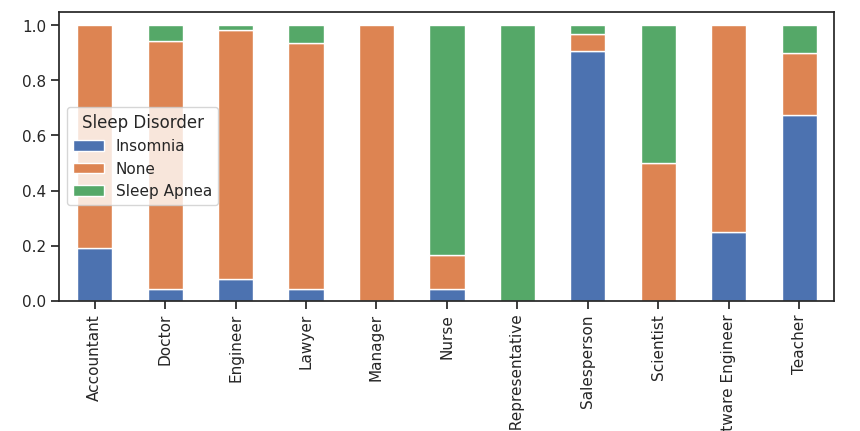 1.0
0.8
0.6
0.4
0.2
0.0
Sleep Disorder
Insomnia
None
Sleep Apnea
Accountant
Doctor
Engineer
Lawyer
Manager
Nurse
Representative
Salesperson
Scientist
tware Engineer
Teacher